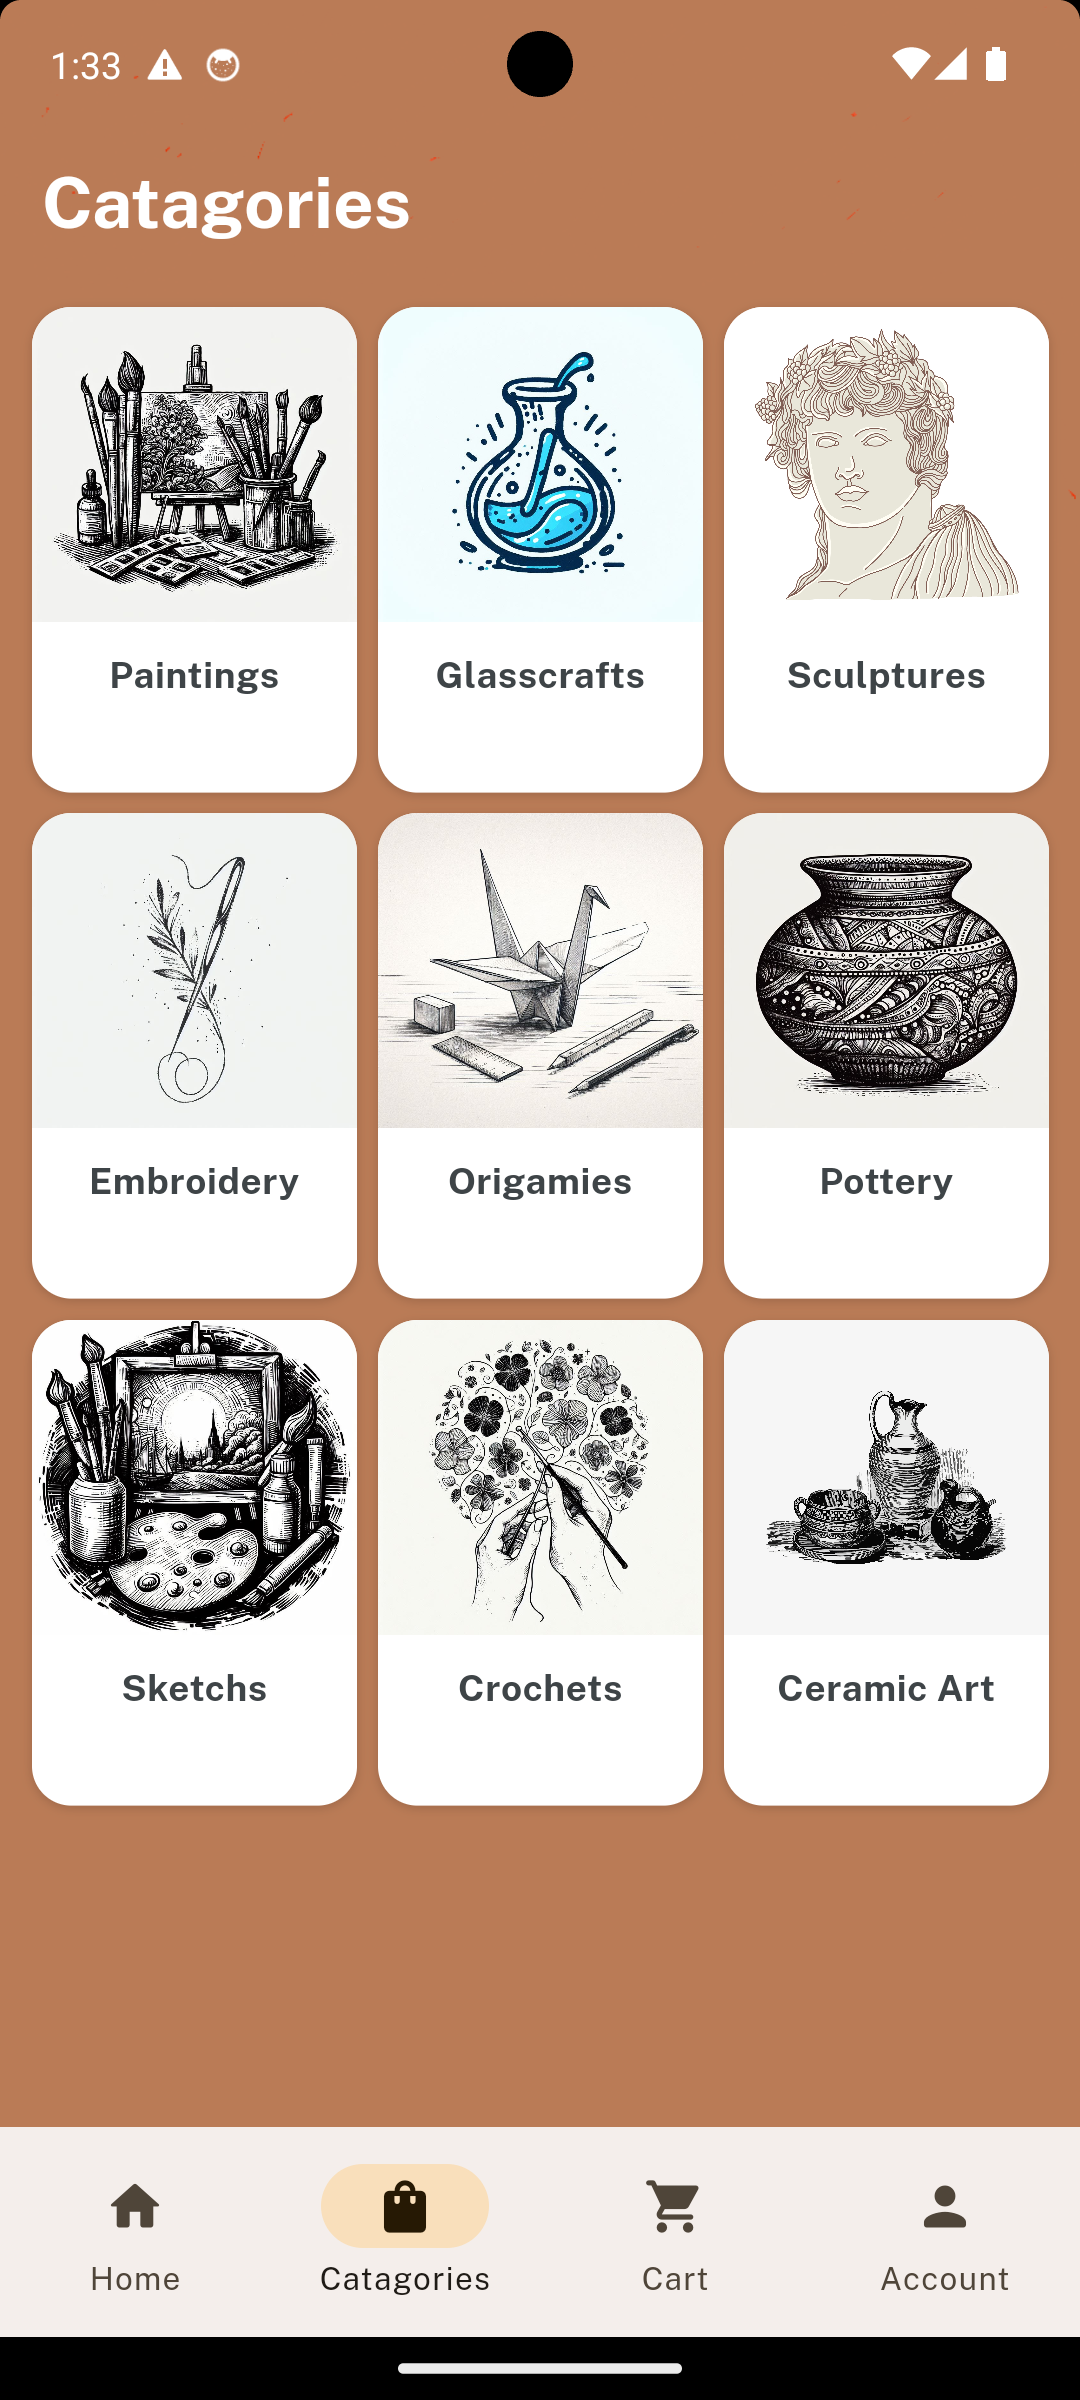 1:33
Catagories
Paintings
Glasscrafts
Sculptures
Embroidery
Origamies
Pottery
Sketchs
Crochets
Ceramic Art
Home
Catagories
Cart
Account